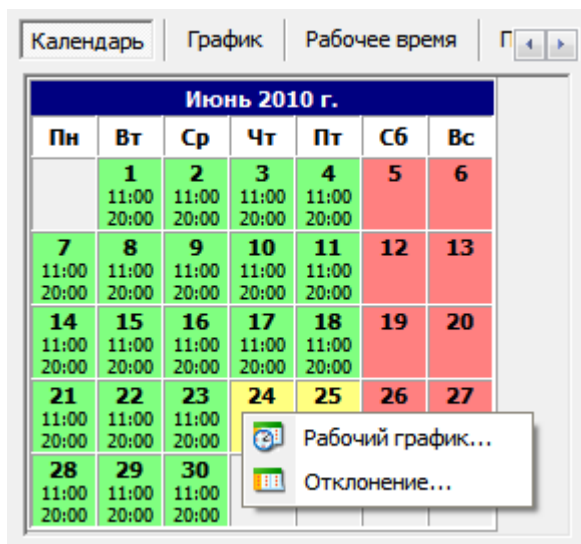 Календарь График Рабочее время П
Июнь 2010 г.
Пн Вт Ср Чт Пт Сб Вс
1 2 3 4 5 6
11:00 11:00 11:00 11:00
20:00 20:00 20:00 20:00
7 8 9 10 11 12 13
11:00 11:00 11:00 11:00 11:00
20:00 20:00 20:00 20:00 20:00
14 15 16 17 18 19 20
11:00 11:00 11:00 11:00 11:00
20:00 20:00 20:00 20:00 20:00
21 22 23 24 25 26 27
11:00 11:00 11:00 Рабочий график...
20:00 20:00 20:00
28 29 30 Отклонение...
11:00 11:00 11:00
20:00 20:00 20:00